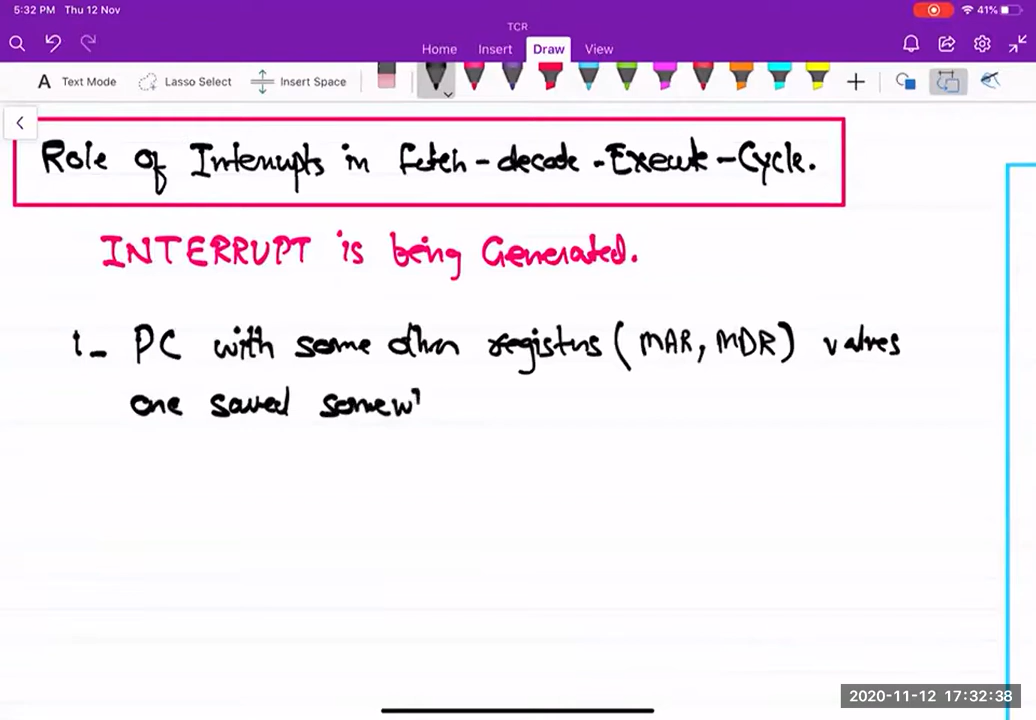 5:32 PM Thu 12 Nov
41%
TCR
Home Insert Draw View
A Text Mode Lasso Select Insert Space
Role of Interrupts in Fetch-decode-Execute-Cycle.
INTERRUPT is being Generated.
1- PC with some other registers (MAR, MDR) values
are saved somew
2020-11-12 17:32:38